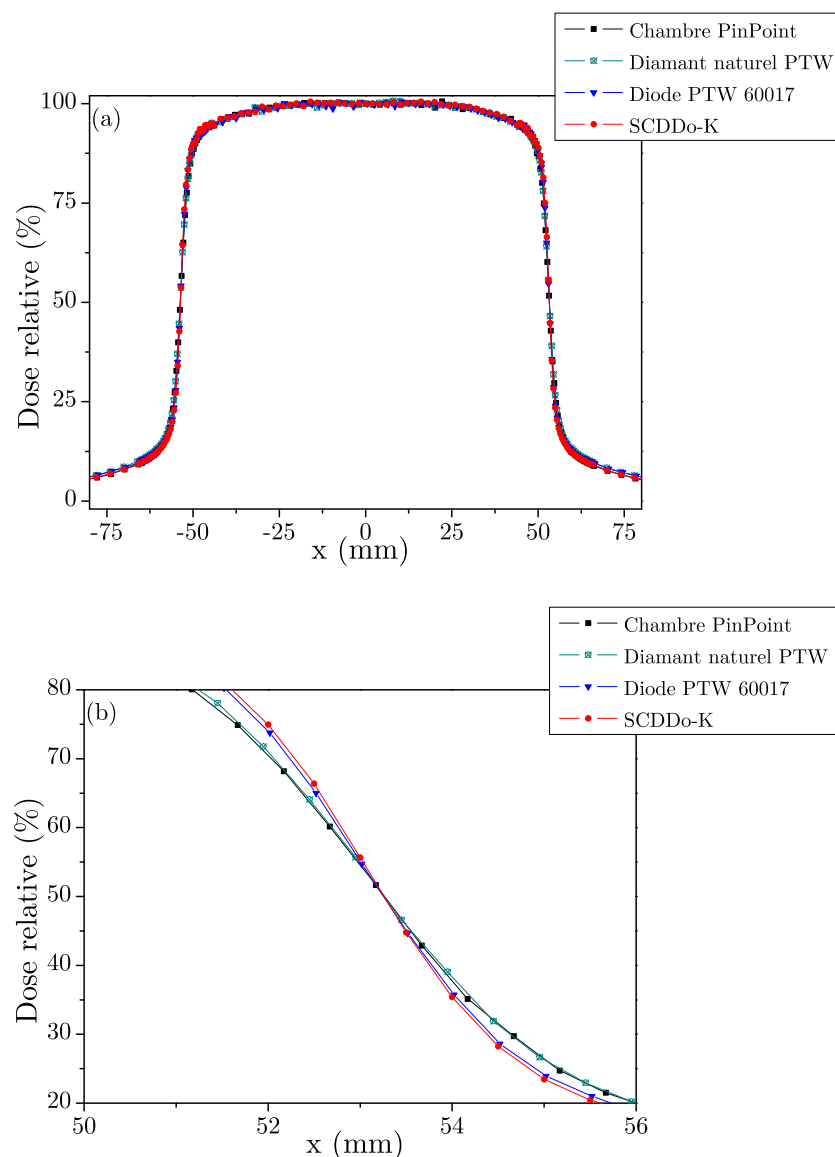 Chambre PinPoint
Diamant naturel PTW
Diode PTW 60017
SCDDo-K
(a)
100
75
50
25
0
Dose relative (%)
-75 -50 -25 0 25 50 75
x (mm)
Chambre PinPoint
Diamant naturel PTW
Diode PTW 60017
SCDDo-K
(b)
80
70
60
50
40
30
20
Dose relative (%)
50 52 54 56
x (mm)